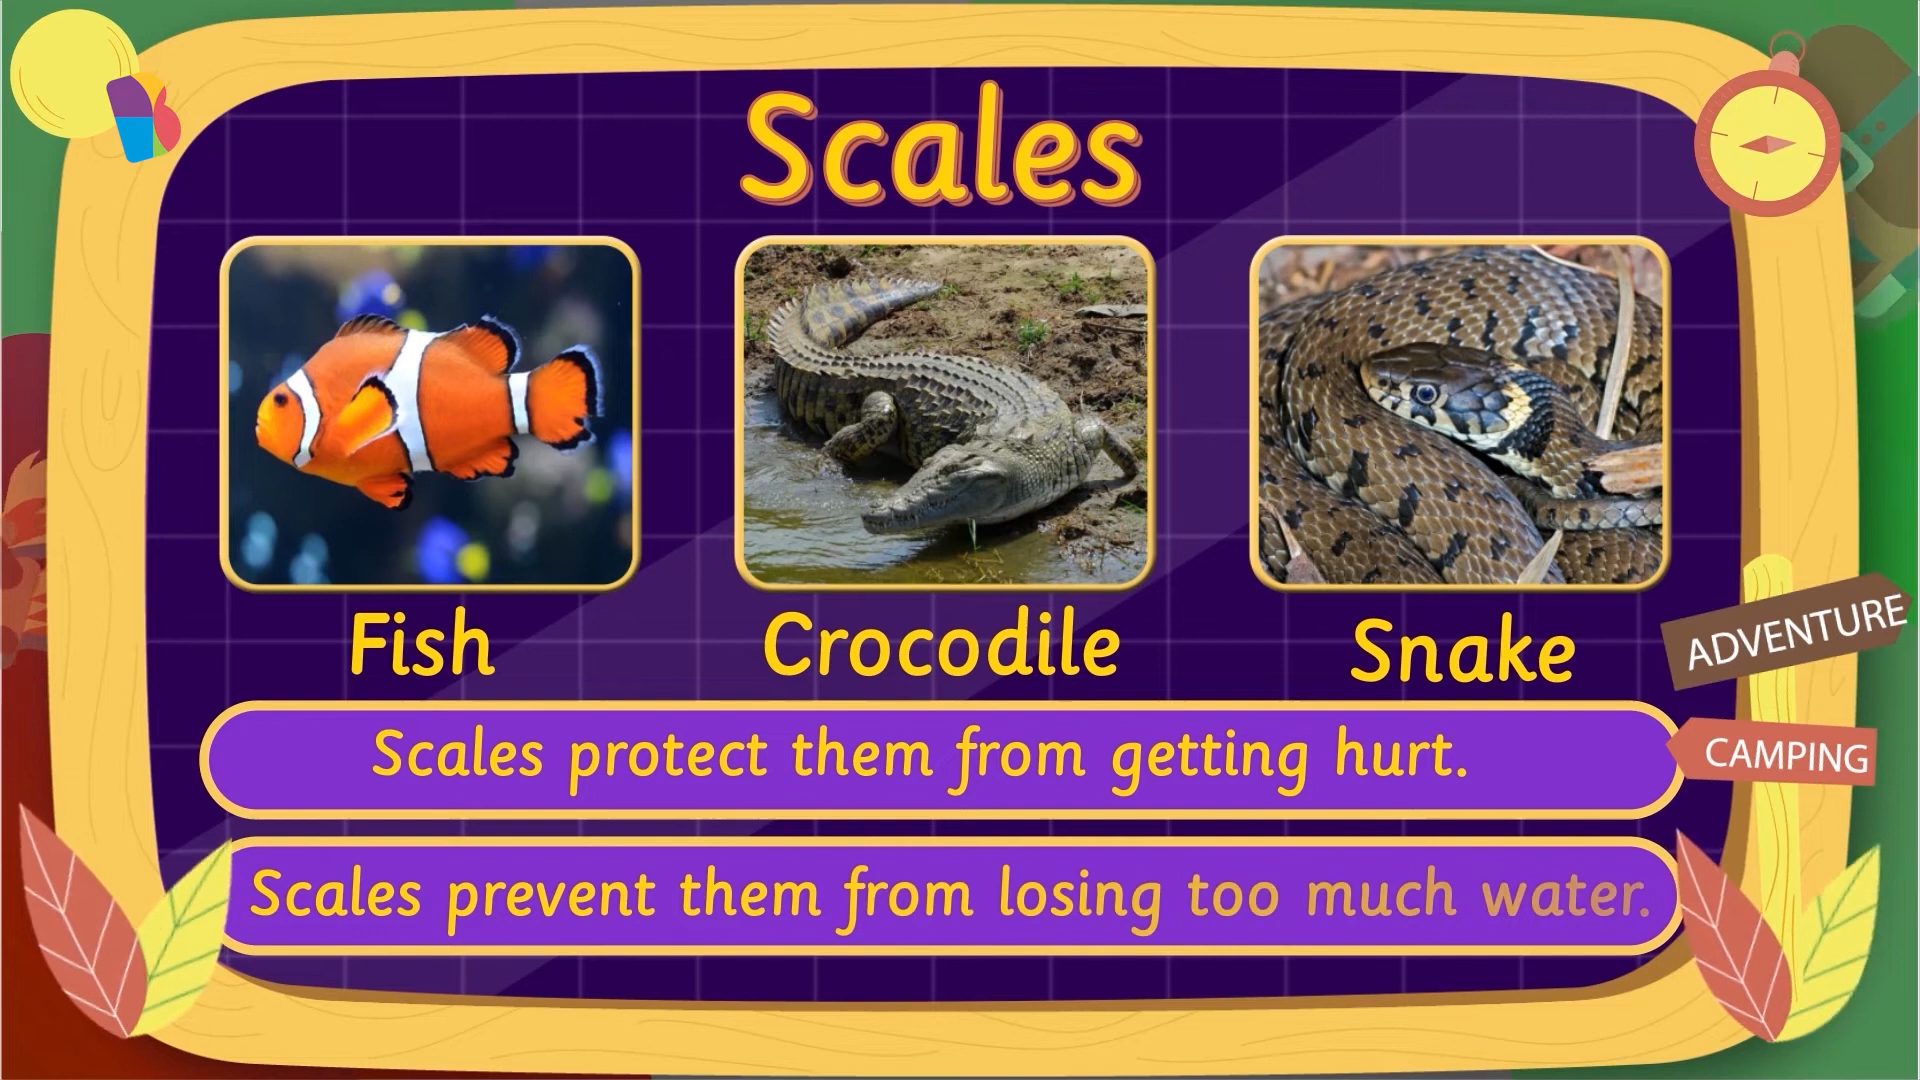 Scales
Fish
Crocodile
Snake
ADVENTURE
Scales protect them from getting hurt.
CAMPING
Scales prevent them from losing too much water.